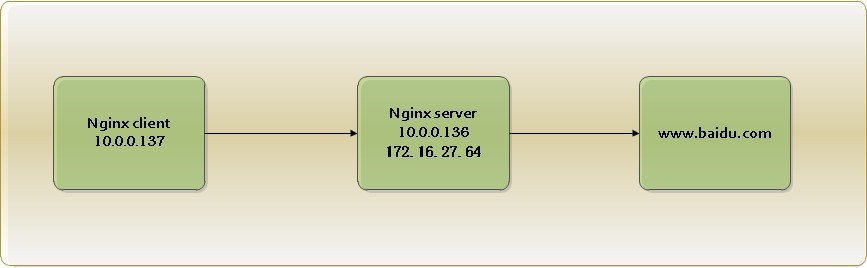 Nginx client
10.0.0.137
Nginx server
10.0.0.136
172. 16. 27. 64
www.baidu.com